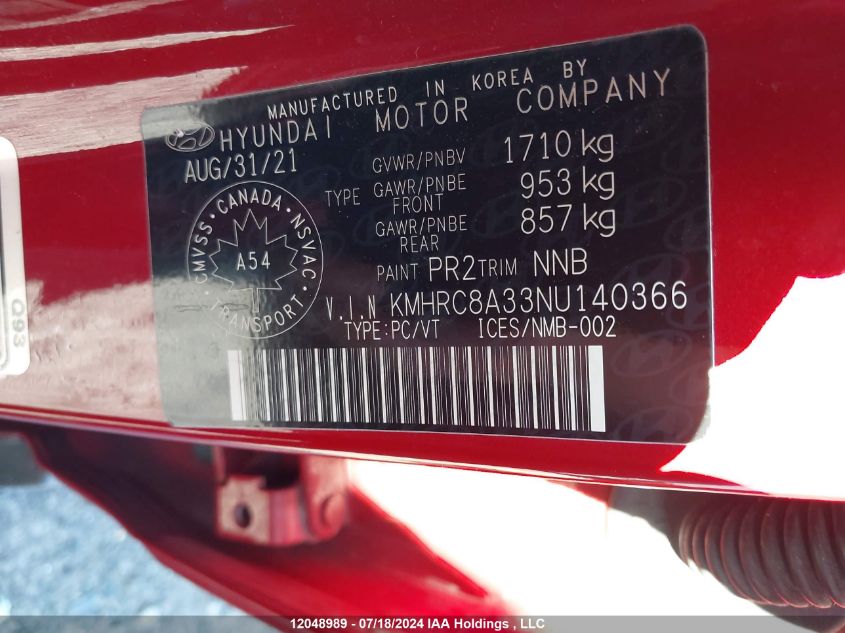 MANUFACTURED IN KOREA BY
HYUNDAI MOTOR COMPANY
AUG/31/21
GVWR/PNBV 1710 kg
TYPE GAWR/PNBE FRONT 953 kg
GAWR/PNBE REAR 857 kg
CMVSS · CANADA · NSVAC · TRANSPORT ·
A54
PAINT PR2 TRIM NNB
V.I.N KMHRC8A33NU140366
TYPE:PC/VT ICES/NMB-002
Q93
12048989 - 07/18/2024 IAA Holdings , LLC